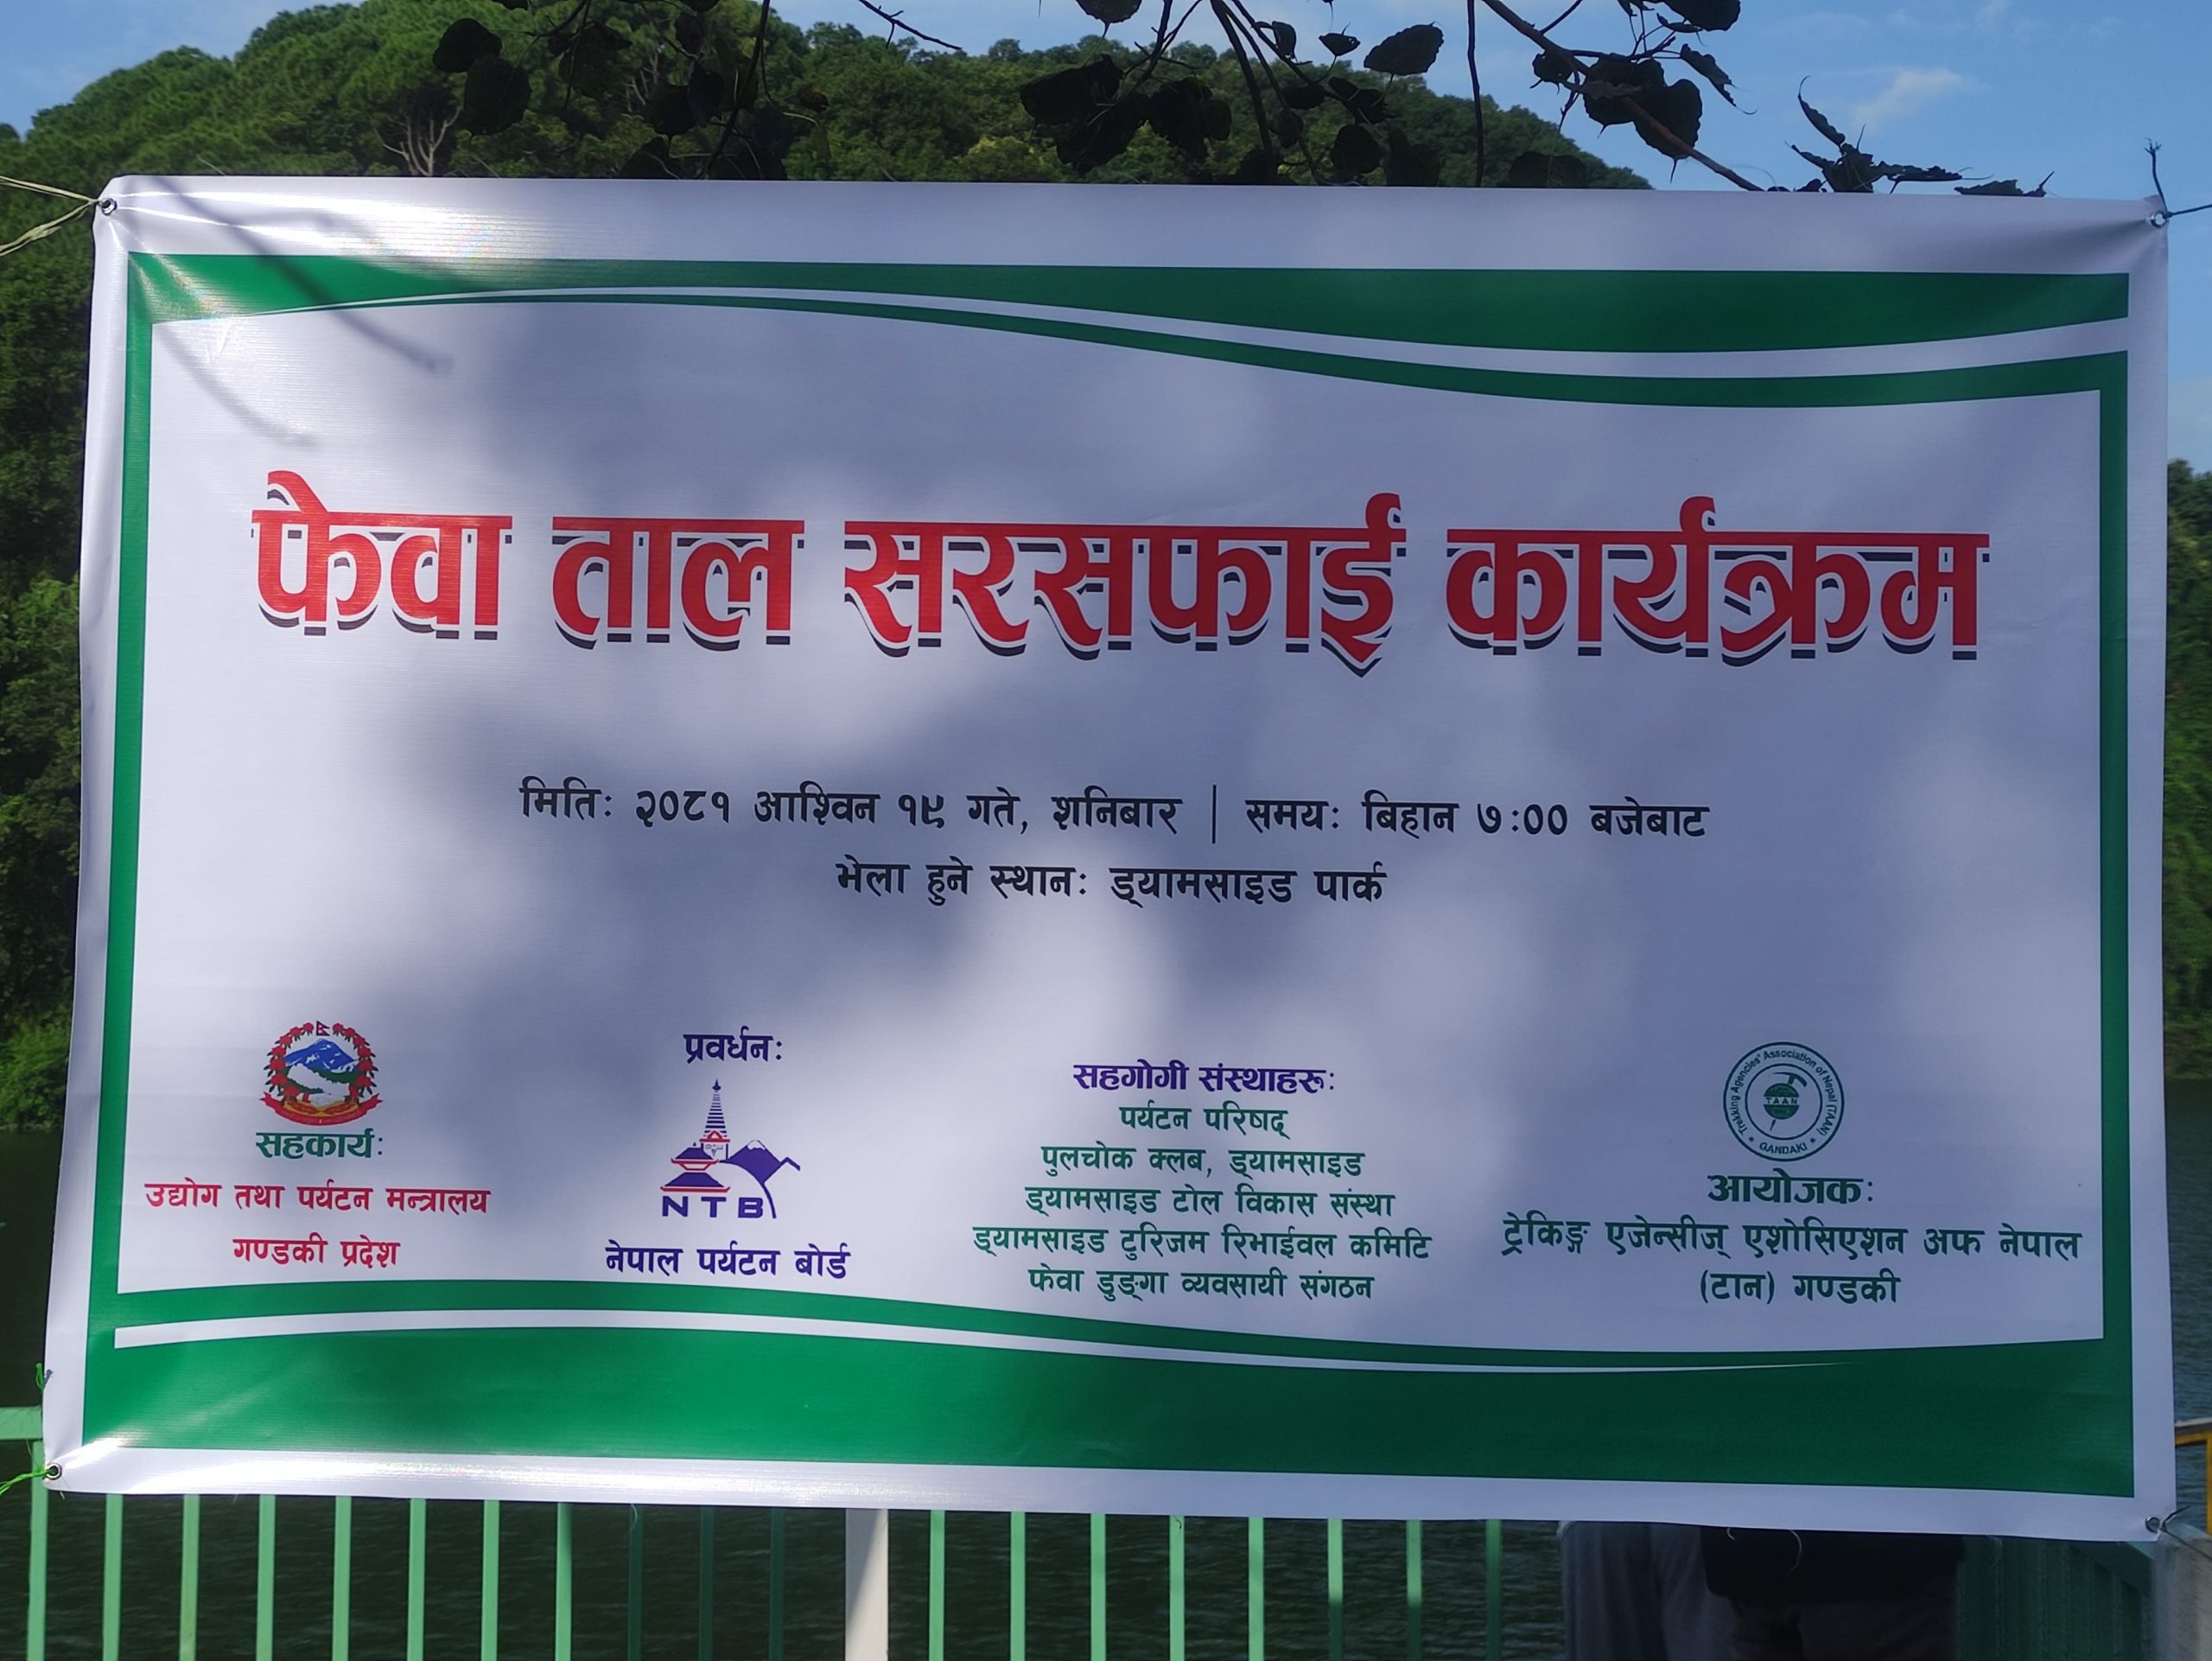 फेवा ताल सरसफाई कार्यक्रम
मितिः २०८१ आश्विन १९ गते, शनिबार | समयः बिहान ७:०० बजेबाट
भेला हुने स्थानः ड्यामसाइड पार्क
सहकार्यः
उद्योग तथा पर्यटन मन्त्रालय
गण्डकी प्रदेश
प्रवर्धनः
NTB
नेपाल पर्यटन बोर्ड
सहगोगी संस्थाहरूः
पर्यटन परिषद्
पुलचोक क्लब, ड्यामसाइड
ड्यामसाइड टोल विकास संस्था
ड्यामसाइड टुरिजम रिभाईवल कमिटि
फेवा डुङ्गा व्यवसायी संगठन
Trekking Agencies' Association of Nepal (TAAN)
TAAN
GANDAKI
आयोजकः
ट्रेकिङ्ग एजेन्सीज् एशोसिएशन अफ नेपाल
(टान) गण्डकी